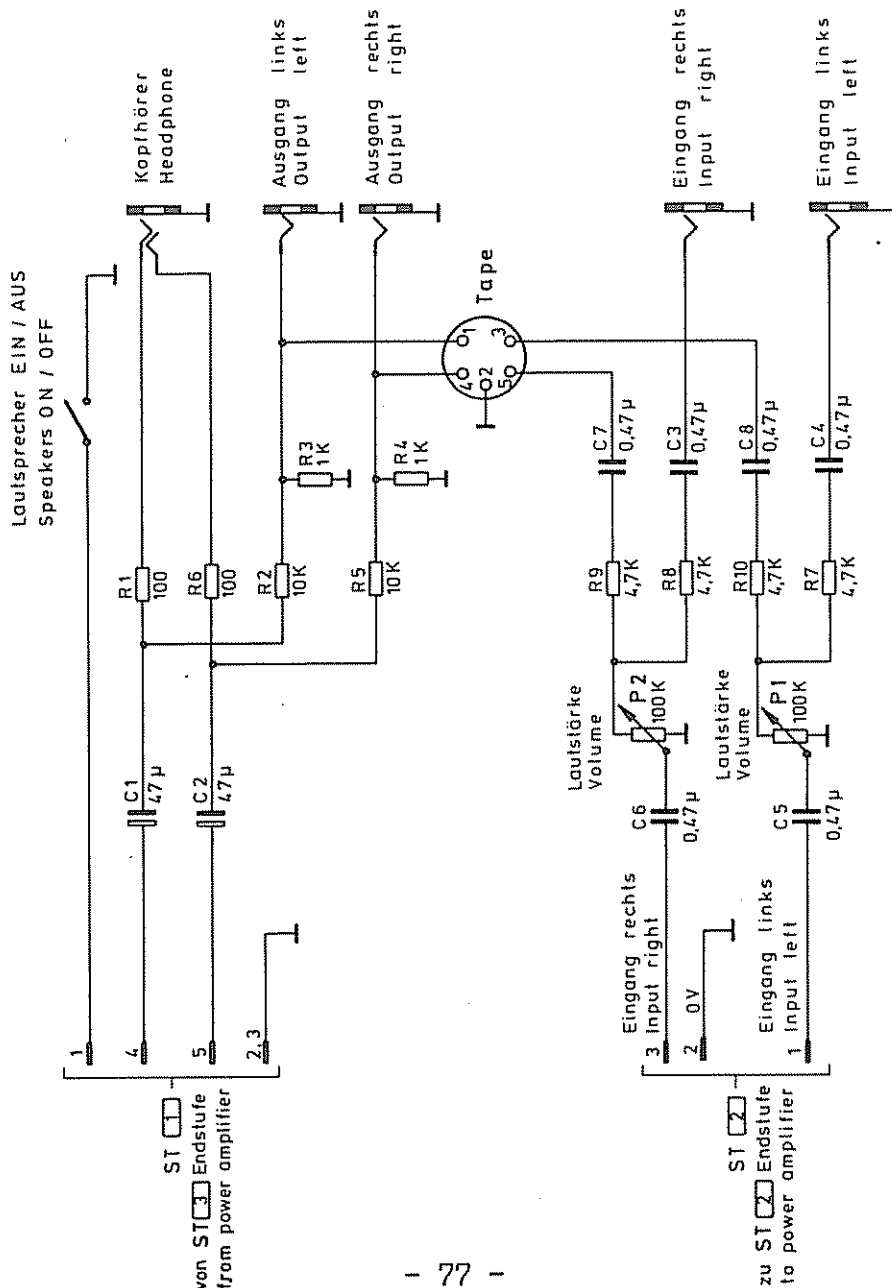 Lautsprecher EIN / AUS
Speakers ON / OFF
Kopfhörer
Headphone
Ausgang links
Output left
Ausgang rechts
Output right
Eingang rechts
Input right
Eingang links
Input left
1
C1
47µ
R1
100
4
C2
47µ
R6
100
5
2,3
R2
10K
R3
1K
R5
10K
R4
1K
ST 1
von ST 3 Endstufe
from power amplifier
Tape
1
4
2
3
5
R9
4,7K
C7
0,47µ
R8
4,7K
C3
0,47µ
R10
4,7K
C8
0,47µ
R7
4,7K
C4
0,47µ
Lautstärke
Volume
P2
100K
Lautstärke
Volume
P1
100K
C6
0,47µ
C5
0,47µ
Eingang rechts
Input right
3
2
0V
Eingang links
Input left
1
ST 2
zu ST 2 Endstufe
to power amplifier
- 77 -